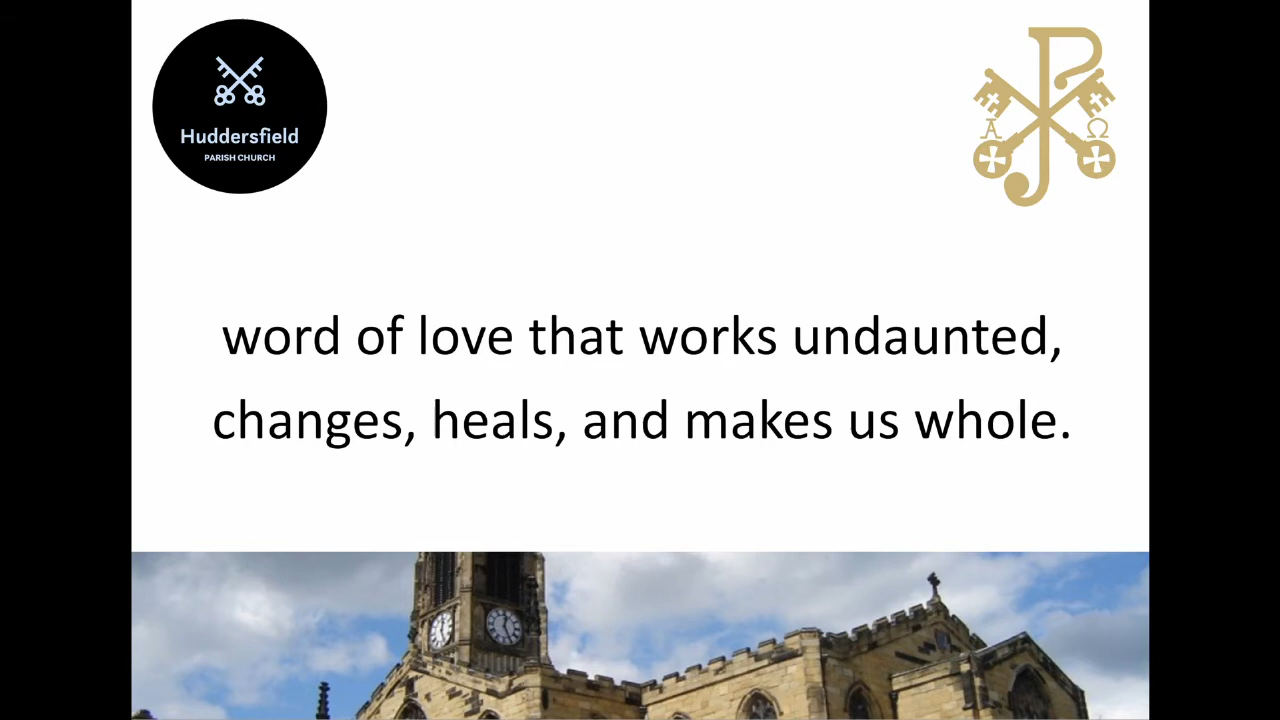 Huddersfield
PARISH CHURCH
Α Ω
word of love that works undaunted,
changes, heals, and makes us whole.